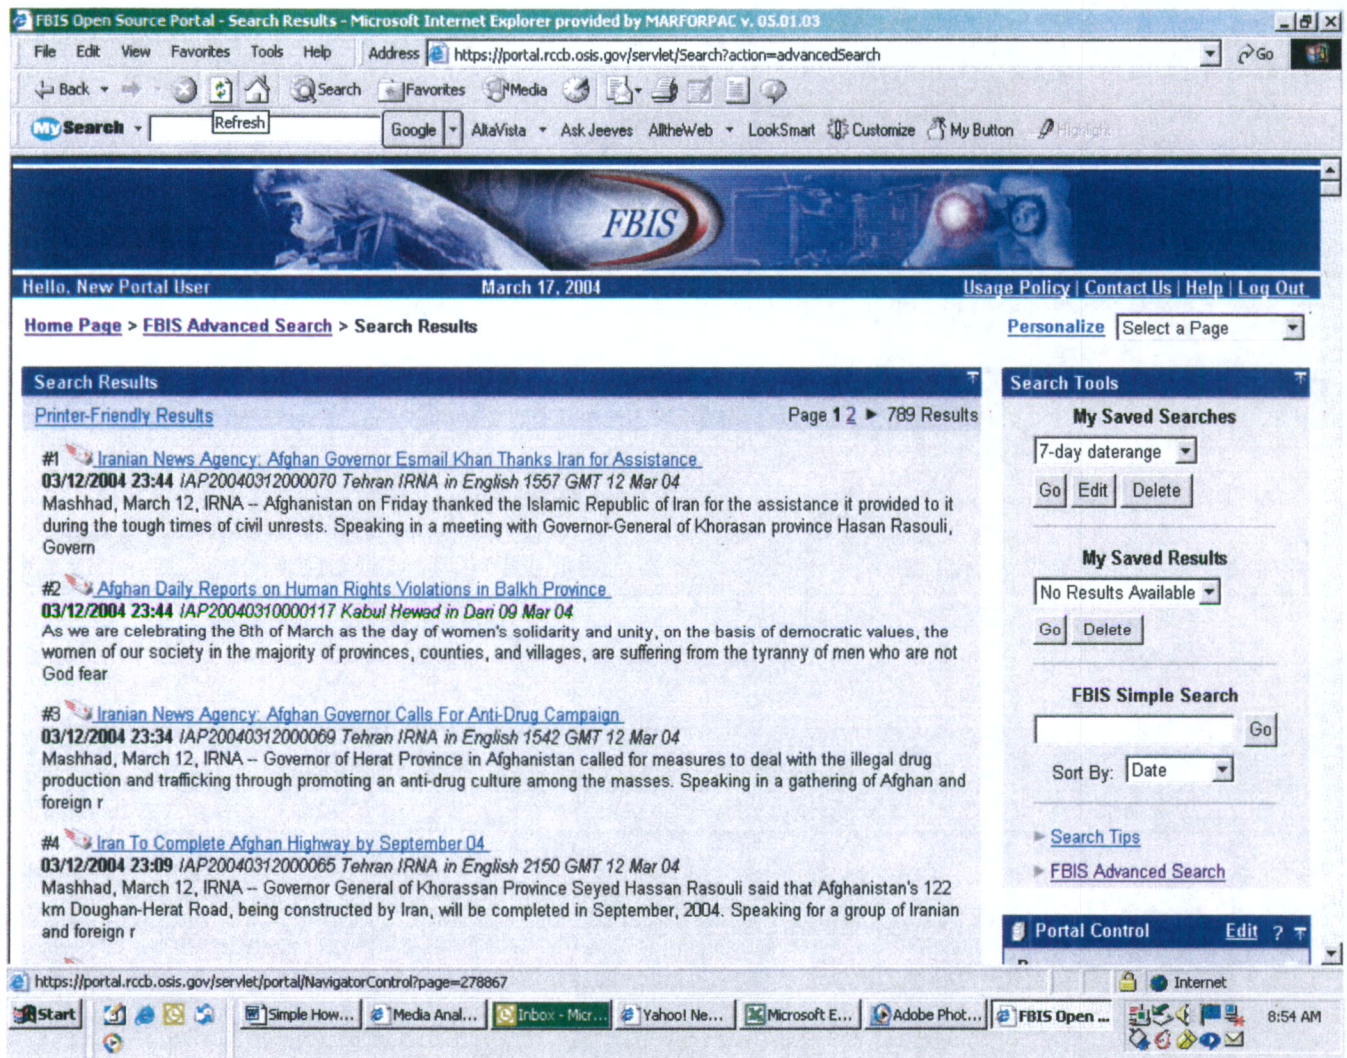 FBIS Open Source Portal - Search Results - Microsoft Internet Explorer provided by MARFORPAC v. 05.01.03
File Edit View Favorites Tools Help Address https://portal.rccb.osis.gov/servlet/Search?action=advancedSearch Go
Back Search Favorites Media
My Search Refresh Google AltaVista Ask Jeeves AlltheWeb LookSmart Customize My Button Highlight
FBIS
Hello, New Portal User March 17, 2004 Usage Policy | Contact Us | Help | Log Out
Home Page > FBIS Advanced Search > Search Results Personalize Select a Page
Search Results
Printer-Friendly Results Page 1 2 ► 789 Results
#1 Iranian News Agency: Afghan Governor Esmail Khan Thanks Iran for Assistance
03/12/2004 23:44 IAP20040312000070 Tehran IRNA in English 1557 GMT 12 Mar 04
Mashhad, March 12, IRNA -- Afghanistan on Friday thanked the Islamic Republic of Iran for the assistance it provided to it
during the tough times of civil unrests. Speaking in a meeting with Governor-General of Khorasan province Hasan Rasouli,
Govern
#2 Afghan Daily Reports on Human Rights Violations in Balkh Province
03/12/2004 23:44 IAP20040310000117 Kabul Hewad in Dari 09 Mar 04
As we are celebrating the 8th of March as the day of women's solidarity and unity, on the basis of democratic values, the
women of our society in the majority of provinces, counties, and villages, are suffering from the tyranny of men who are not
God fear
#3 Iranian News Agency: Afghan Governor Calls For Anti-Drug Campaign
03/12/2004 23:34 IAP20040312000069 Tehran IRNA in English 1542 GMT 12 Mar 04
Mashhad, March 12, IRNA -- Governor of Herat Province in Afghanistan called for measures to deal with the illegal drug
production and trafficking through promoting an anti-drug culture among the masses. Speaking in a gathering of Afghan and
foreign r
#4 Iran To Complete Afghan Highway by September 04
03/12/2004 23:09 IAP20040312000065 Tehran IRNA in English 2150 GMT 12 Mar 04
Mashhad, March 12, IRNA -- Governor General of Khorassan Province Seyed Hassan Rasouli said that Afghanistan's 122
km Doughan-Herat Road, being constructed by Iran, will be completed in September, 2004. Speaking for a group of Iranian
and foreign r
Search Tools
My Saved Searches
7-day daterange
Go Edit Delete
My Saved Results
No Results Available
Go Delete
FBIS Simple Search
Go
Sort By: Date
Search Tips
FBIS Advanced Search
Portal Control Edit ?
https://portal.rccb.osis.gov/servlet/portal/NavigatorControl?page=278867 Internet
Start Simple How... Media Anal... Inbox - Micr... Yahoo! Ne... Microsoft E... Adobe Phot... FBIS Open ... 8:54 AM